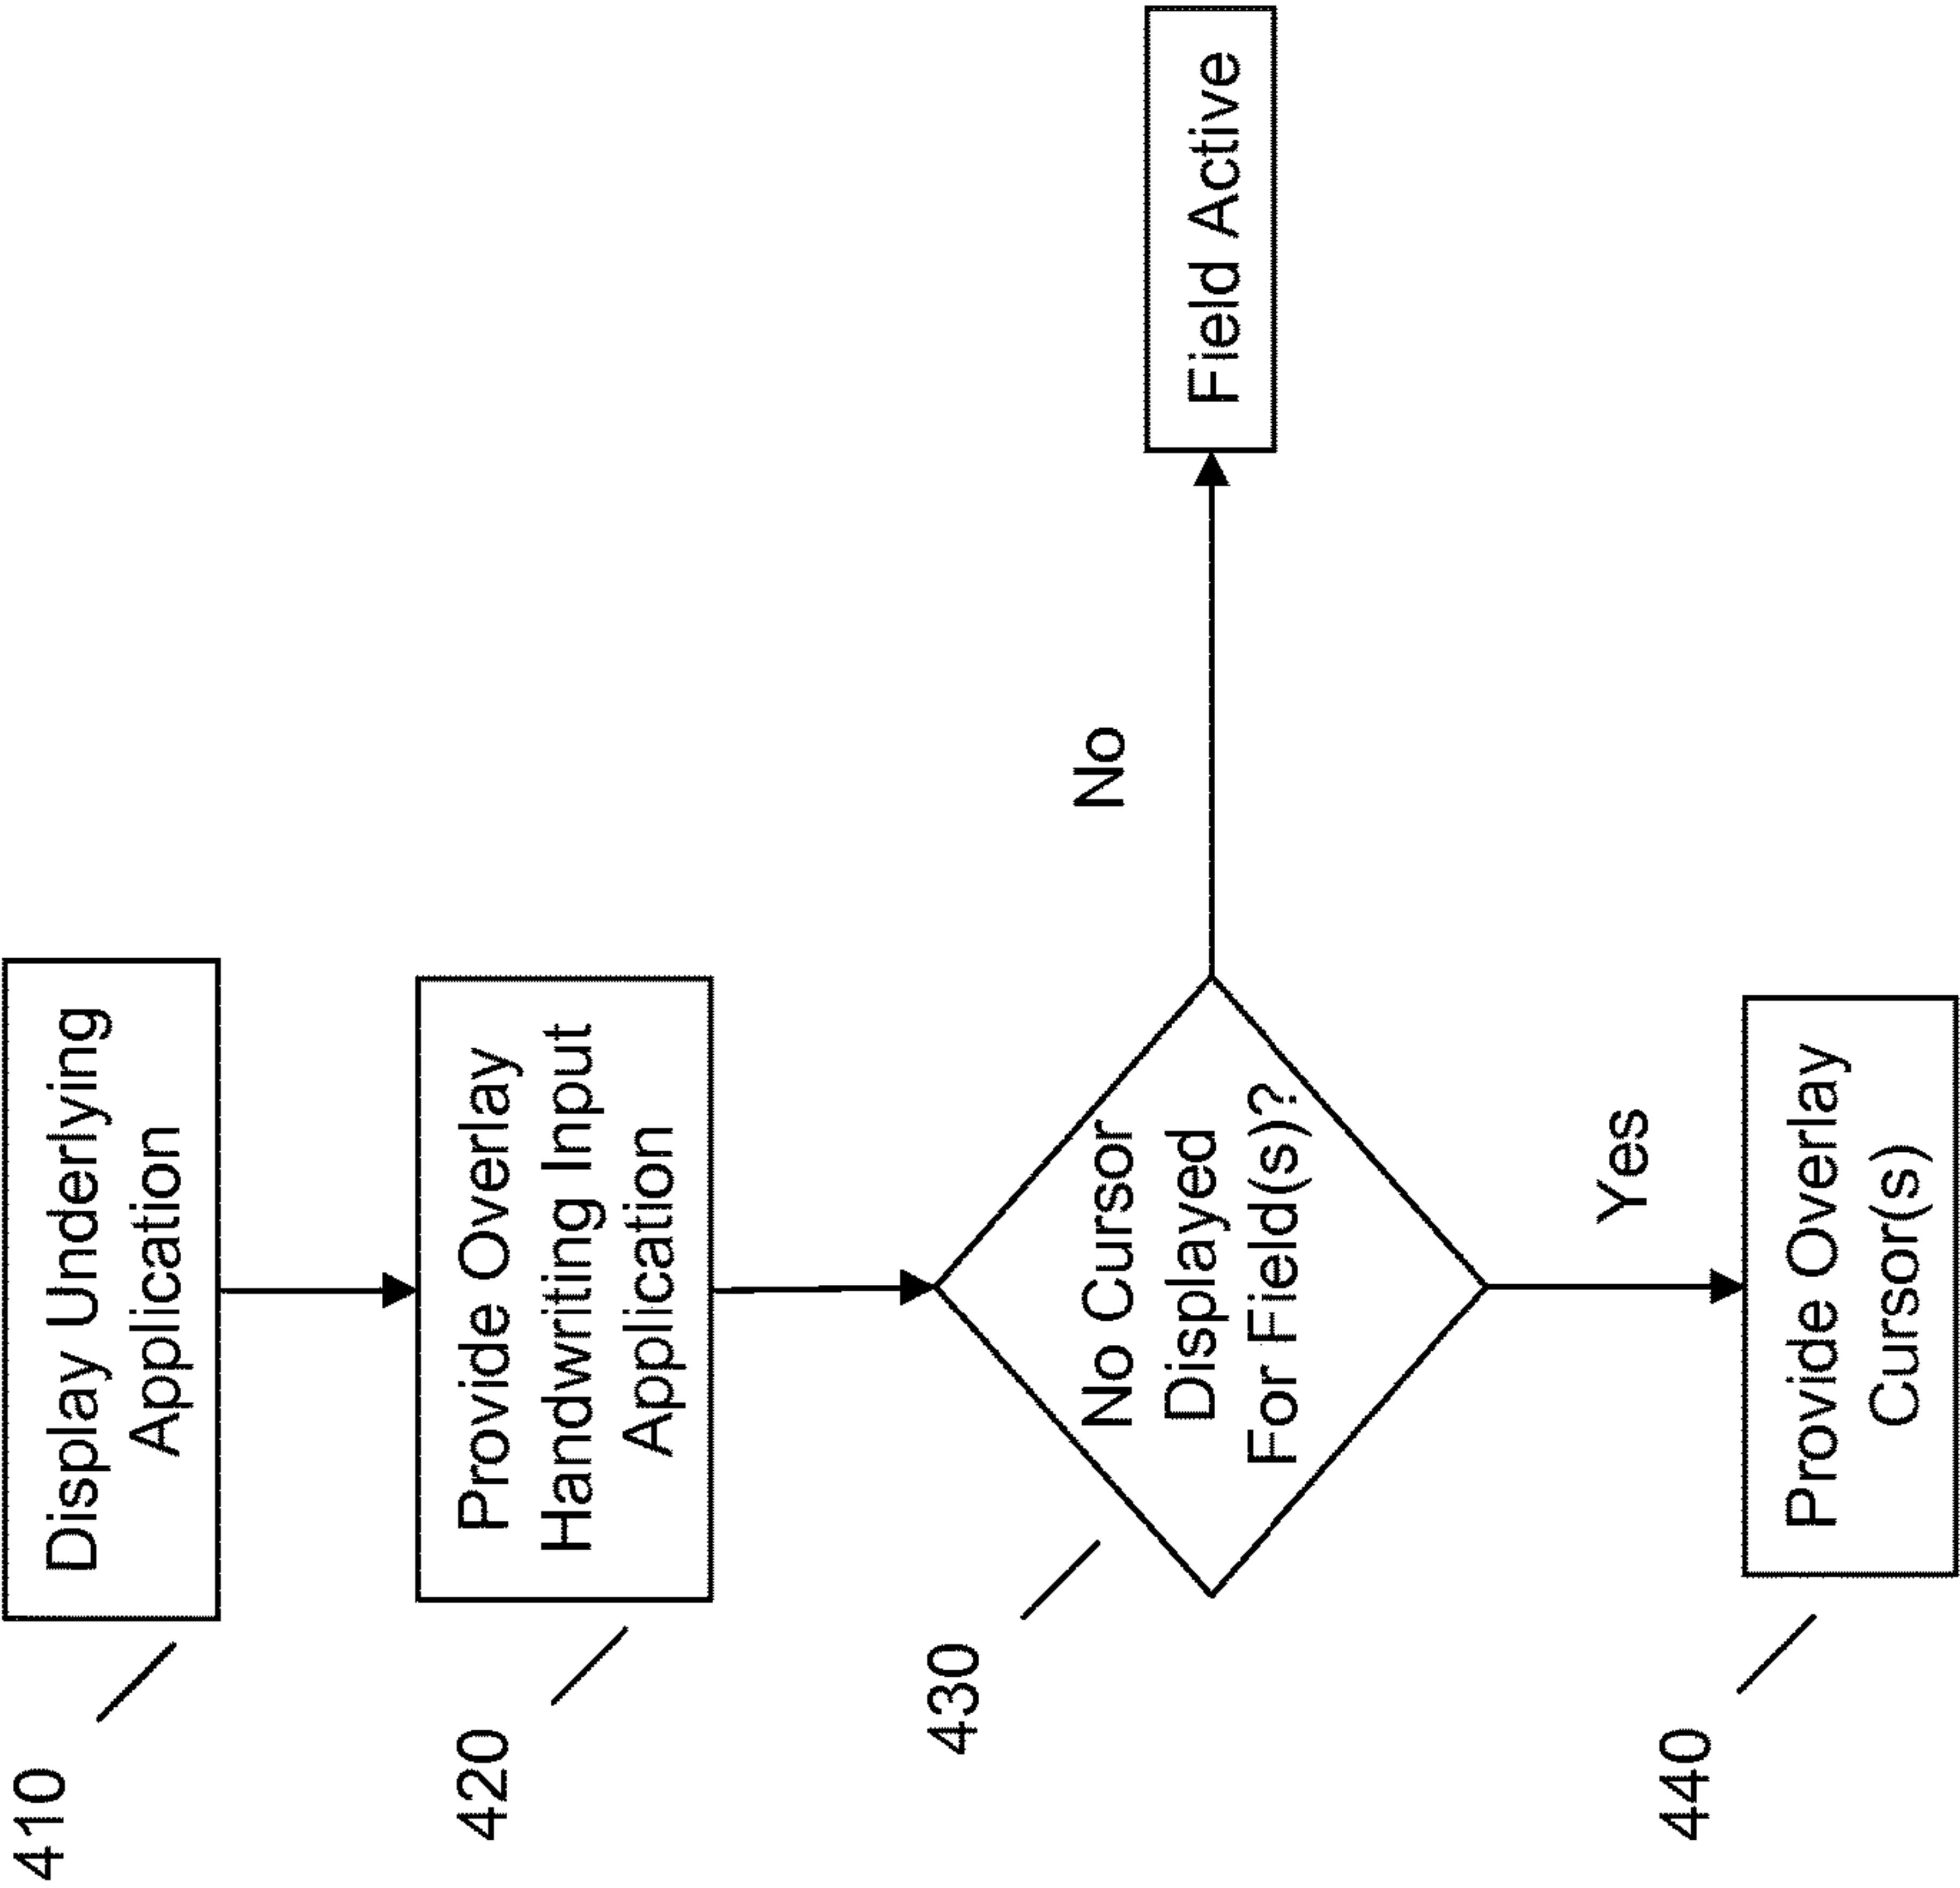 410
Display Underlying
Application
420
Provide Overlay
Handwriting Input
Application
430
No Cursor
Displayed
For Field(s)?
No
Field Active
Yes
440
Provide Overlay
Cursor(s)